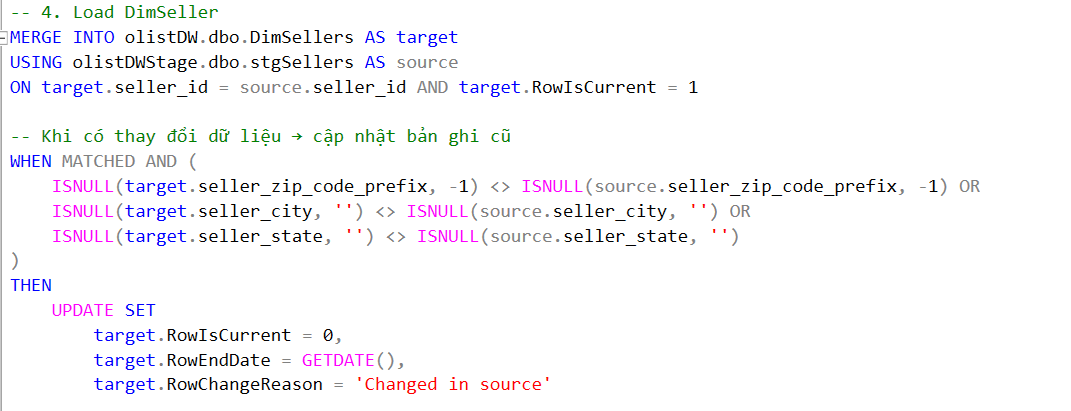 -- 4. Load DimSeller
MERGE INTO olistDW.dbo.DimSellers AS target
USING olistDWStage.dbo.stgSellers AS source
ON target.seller_id = source.seller_id AND target.RowIsCurrent = 1
-- Khi có thay đổi dữ liệu → cập nhật bản ghi cũ
WHEN MATCHED AND (
    ISNULL(target.seller_zip_code_prefix, -1) <> ISNULL(source.seller_zip_code_prefix, -1) OR
    ISNULL(target.seller_city, '') <> ISNULL(source.seller_city, '') OR
    ISNULL(target.seller_state, '') <> ISNULL(source.seller_state, '')
)
THEN
    UPDATE SET
        target.RowIsCurrent = 0,
        target.RowEndDate = GETDATE(),
        target.RowChangeReason = 'Changed in source'